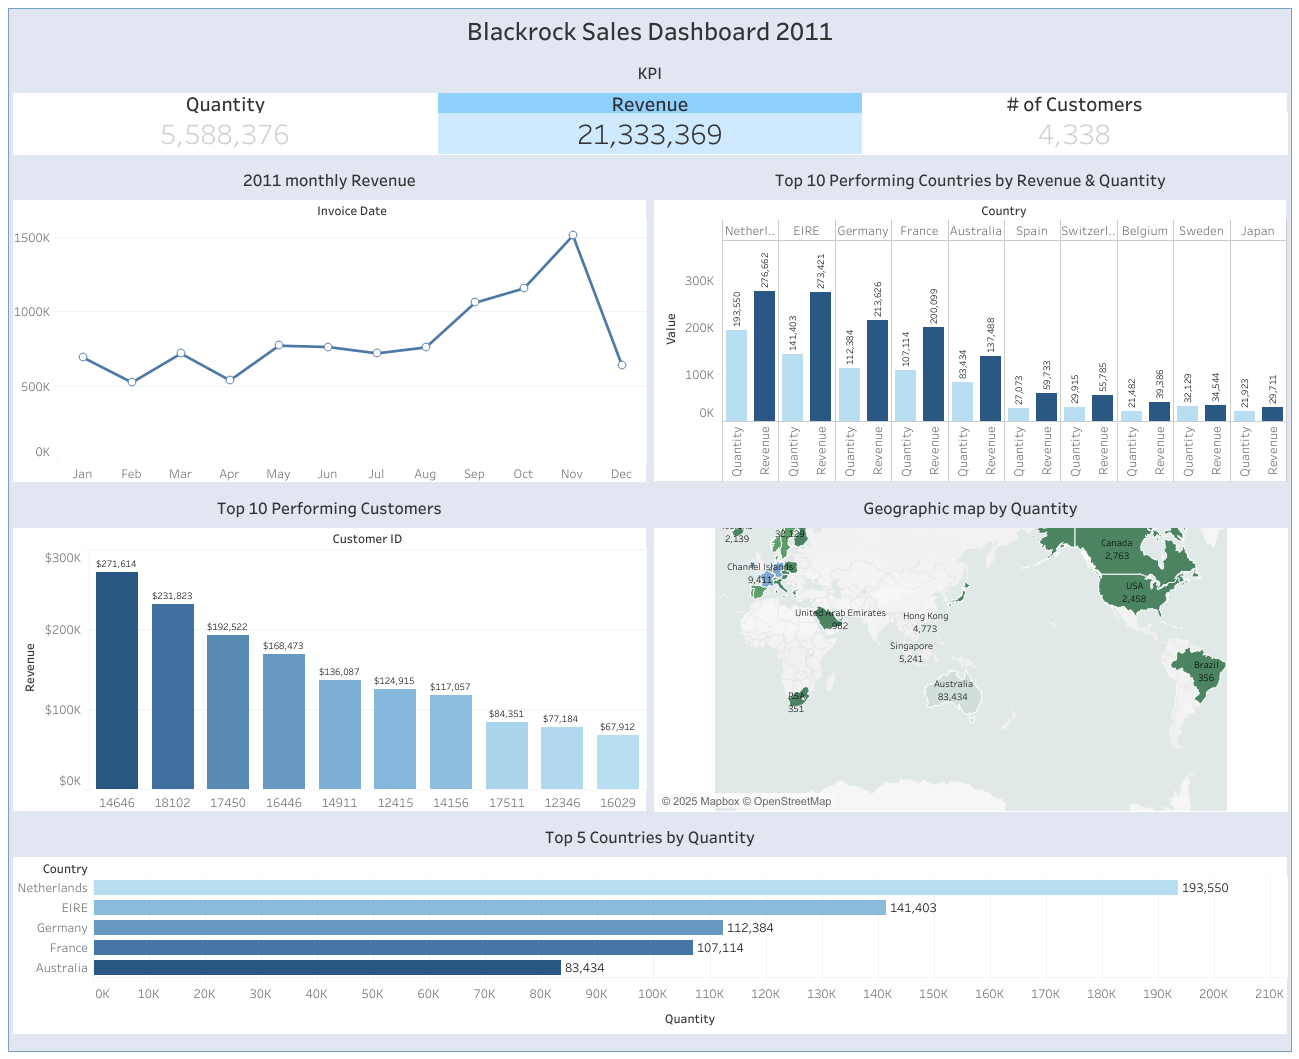 Blackrock Sales Dashboard 2011
KPI
Quantity Revenue # of Customers
5,588,376 21,333,369 4,338
2011 monthly Revenue
Invoice Date
1500K
1000K
500K
0K
Jan Feb Mar Apr May Jun Jul Aug Sep Oct Nov Dec
Top 10 Performing Countries by Revenue & Quantity
Country
Netherl.. EIRE Germany France Australia Spain Switzerl.. Belgium Sweden Japan
Value
300K
200K
100K
0K
193,550 276,662 141,403 273,421 112,384 213,626 107,114 200,099 83,434 137,488 27,073 59,733 29,915 55,785 21,482 39,386 32,129 34,544 21,923 29,711
Quantity Revenue Quantity Revenue Quantity Revenue Quantity Revenue Quantity Revenue Quantity Revenue Quantity Revenue Quantity Revenue Quantity Revenue Quantity Revenue
Top 10 Performing Customers
Customer ID
Revenue
$300K
$200K
$100K
$0K
$271,614 $231,823 $192,522 $168,473 $136,087 $124,915 $117,057 $84,351 $77,184 $67,912
14646 18102 17450 16446 14911 12415 14156 17511 12346 16029
Geographic map by Quantity
2,139
32,129
Channel Islands
9,411
United Arab Emirates
982
Hong Kong
4,773
Singapore
5,241
Australia
83,434
RSA
351
Canada
2,763
USA
2,458
Brazil
356
© 2025 Mapbox © OpenStreetMap
Top 5 Countries by Quantity
Country
Netherlands 193,550
EIRE 141,403
Germany 112,384
France 107,114
Australia 83,434
0K 10K 20K 30K 40K 50K 60K 70K 80K 90K 100K 110K 120K 130K 140K 150K 160K 170K 180K 190K 200K 210K
Quantity